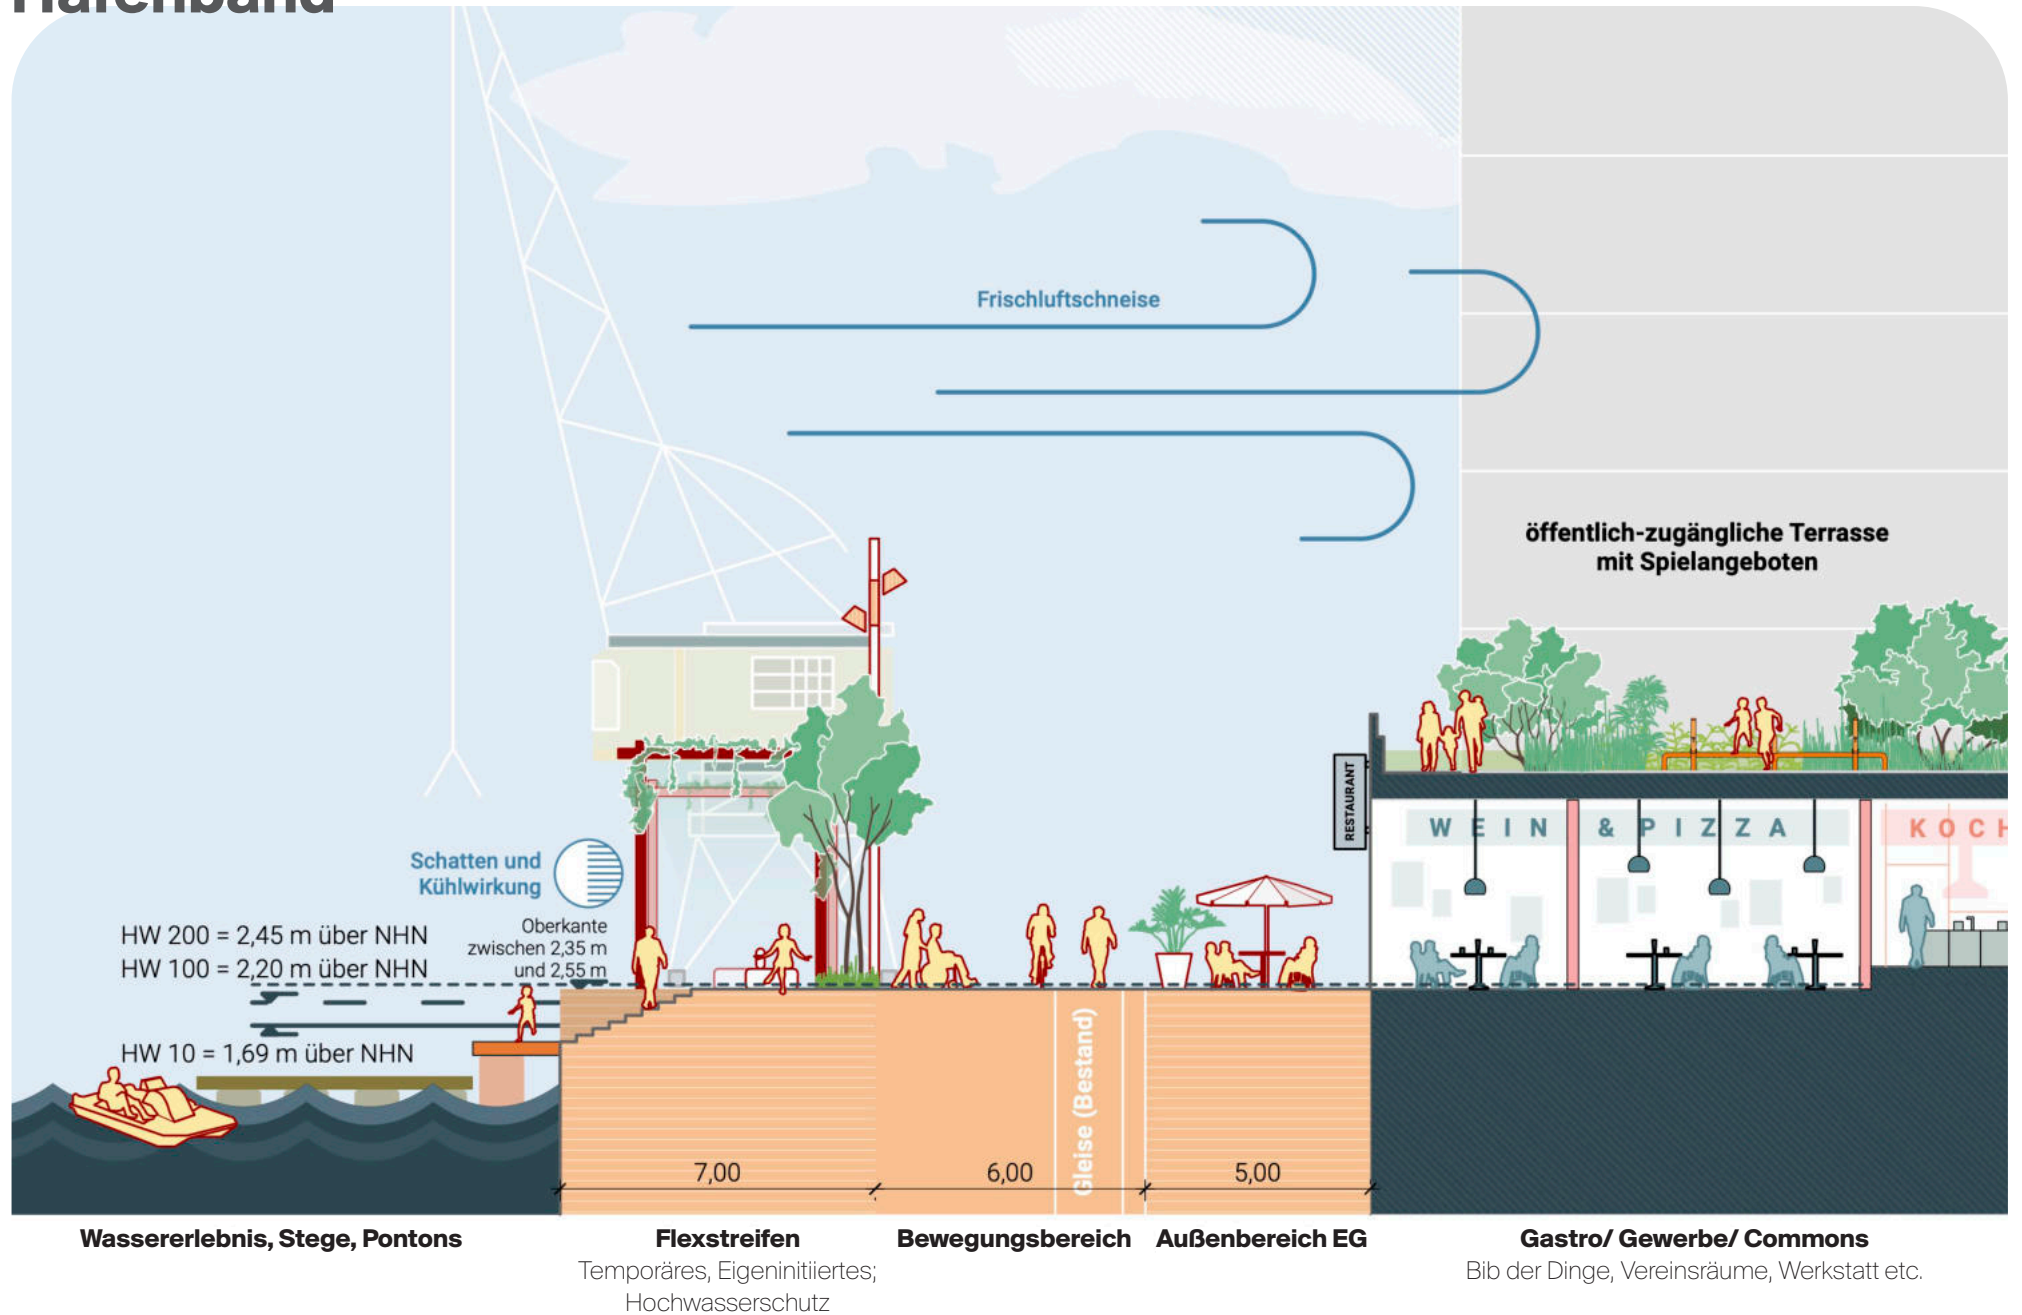 Hafenband
Frischluftschneise
öffentlich-zugängliche Terrasse
mit Spielangeboten
RESTAURANT
WEIN & PIZZA
KOCH
Schatten und
Kühlwirkung
Oberkante
zwischen 2,35 m
und 2,55 m
HW 200 = 2,45 m über NHN
HW 100 = 2,20 m über NHN
HW 10 = 1,69 m über NHN
Gleise (Bestand)
7,00
6,00
5,00
Wassererlebnis, Stege, Pontons
Flexstreifen
Temporäres, Eigeninitiiertes;
Hochwasserschutz
Bewegungsbereich
Außenbereich EG
Gastro/ Gewerbe/ Commons
Bib der Dinge, Vereinsräume, Werkstatt etc.